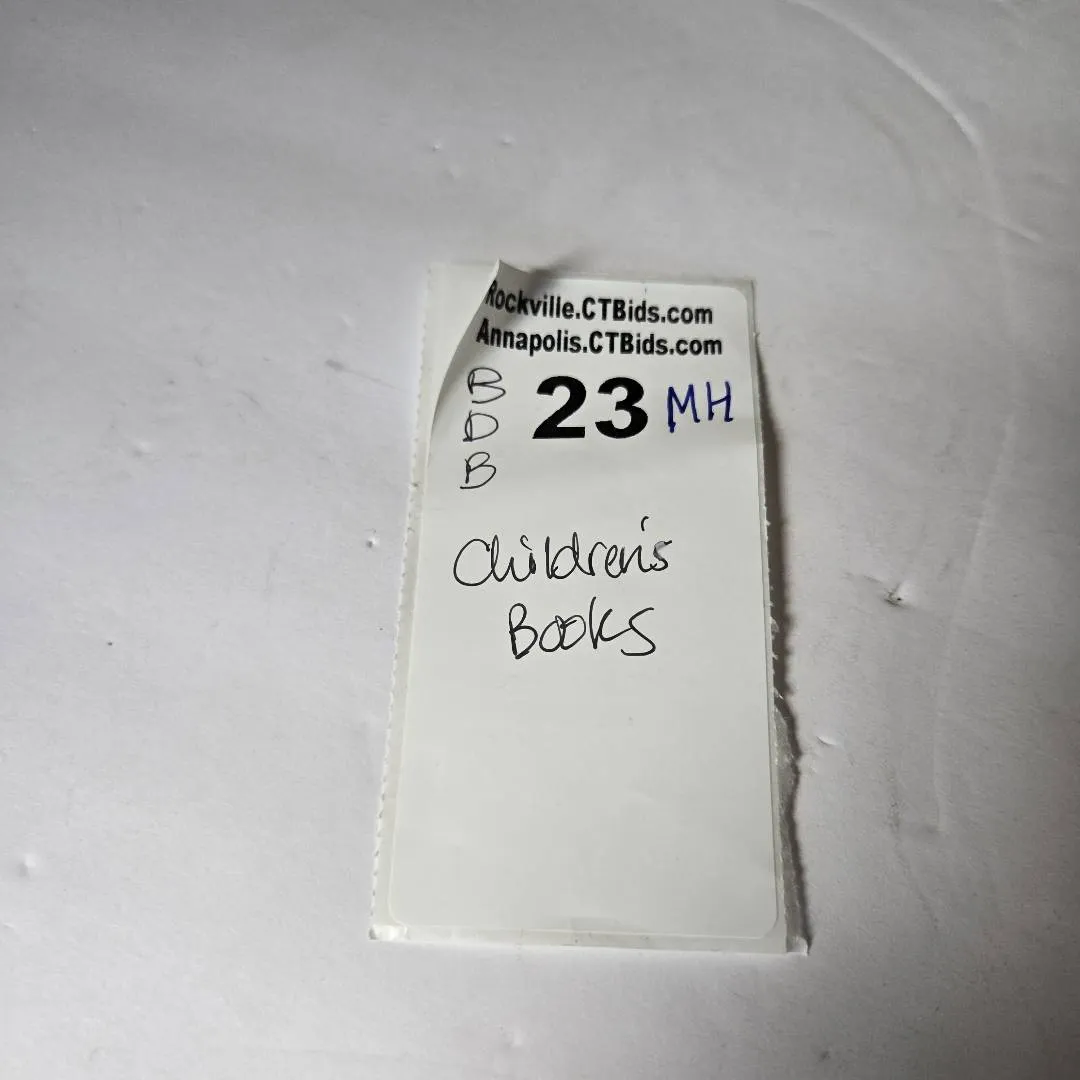 Rockville.CTBids.com
Annapolis.CTBids.com
B
D
B
23 MH
Children's
Books